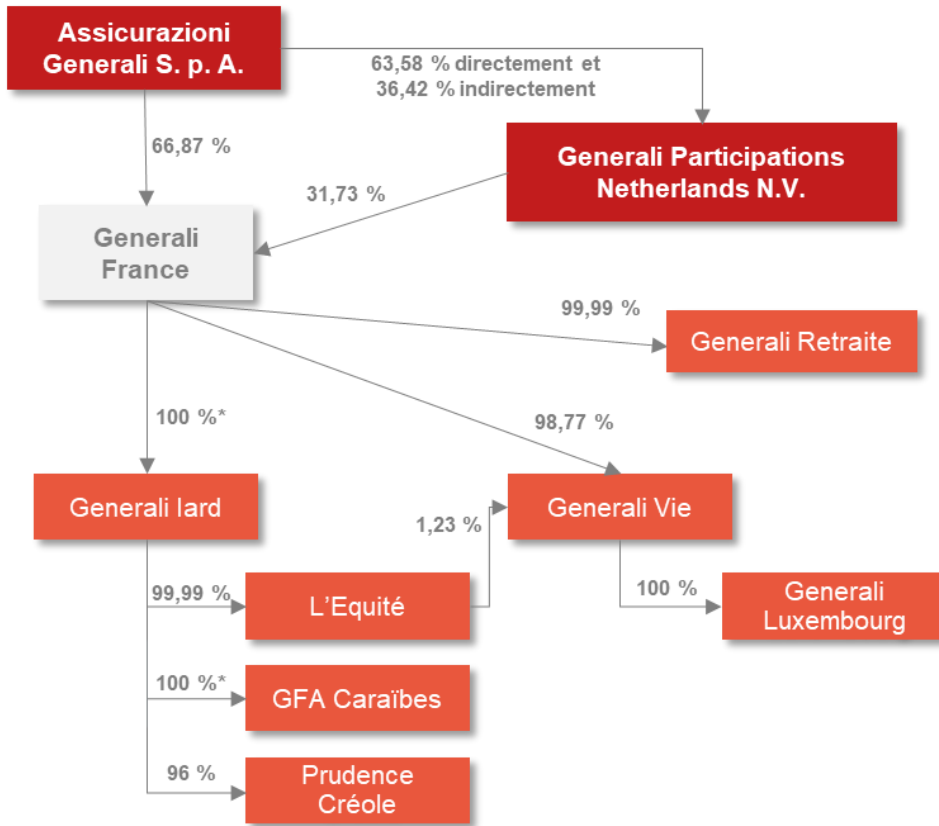 Assicurazioni
Generali S. p. A.
63,58 % directement et
36,42 % indirectement
66,87 %
Generali Participations
Netherlands N.V.
31,73 %
Generali
France
99,99 %
Generali Retraite
100 %*
98,77 %
Generali Iard
Generali Vie
1,23 %
99,99 %
L'Equité
100 %
Generali
Luxembourg
100 %*
GFA Caraïbes
96 %
Prudence
Créole